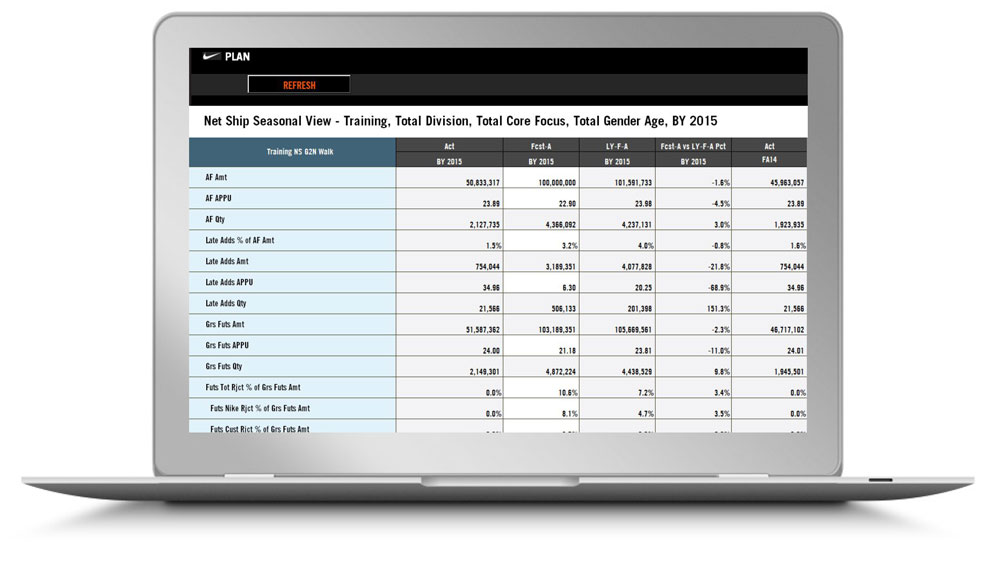 PLAN
REFRESH
Net Ship Seasonal View - Training, Total Division, Total Core Focus, Total Gender Age, BY 2015
Training NS G2N Walk Act Fcst-A LY-F-A Fcst-A vs LY-F-A Pct Act
BY 2015 BY 2015 BY 2015 BY 2015 FA14
AF Amt 50,833,317 100,000,000 101,591,733 -1.6% 45,963,057
AF APPU 23.89 22.90 23.98 -4.5% 23.89
AF Qty 2,127,735 4,366,092 4,237,131 3.0% 1,923,935
Late Adds % of AF Amt 1.5% 3.2% 4.0% -0.8% 1.6%
Late Adds Amt 754,044 3,189,351 4,077,828 -21.8% 754,044
Late Adds APPU 34.96 6.30 20.25 -68.9% 34.96
Late Adds Qty 21,566 506,133 201,398 151.3% 21,566
Grs Futs Amt 51,587,362 103,189,351 105,669,561 -2.3% 46,717,102
Grs Futs APPU 24.00 21.18 23.81 -11.0% 24.01
Grs Futs Qty 2,149,301 4,872,224 4,438,529 9.8% 1,945,501
Futs Tot Rjct % of Grs Futs Amt 0.0% 10.6% 7.2% 3.4% 0.0%
Futs Nike Rjct % of Grs Futs Amt 0.0% 8.1% 4.7% 3.5% 0.0%
Futs Cust Rjct % of Grs Futs Amt